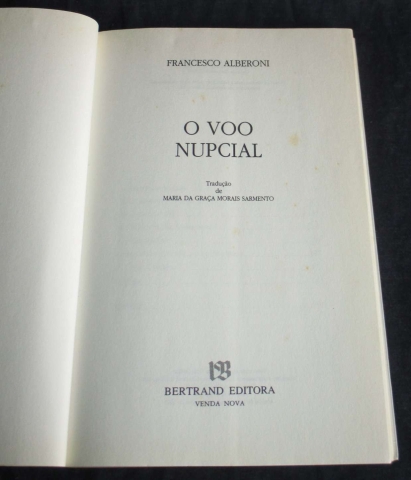 FRANCESCO ALBERONI
O VOO
NUPCIAL
Tradução
de
MARIA DA GRAÇA MORAIS SARMENTO
BERTRAND EDITORA
VENDA NOVA